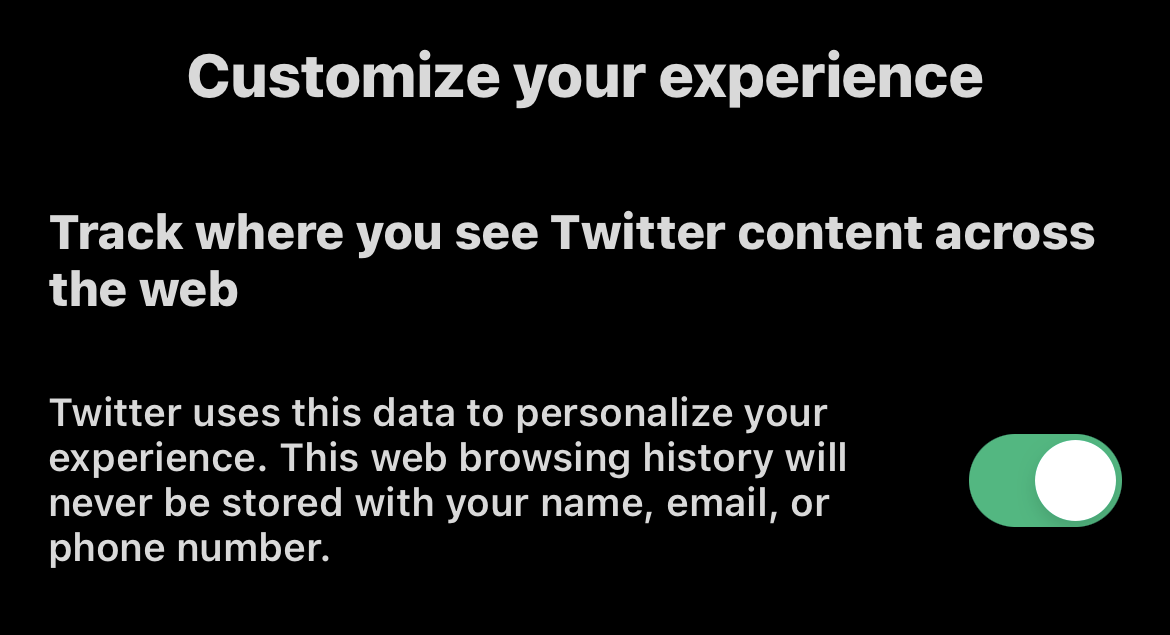 Customize your experience
Track where you see Twitter content across
the web
Twitter uses this data to personalize your
experience. This web browsing history will
never be stored with your name, email, or
phone number.